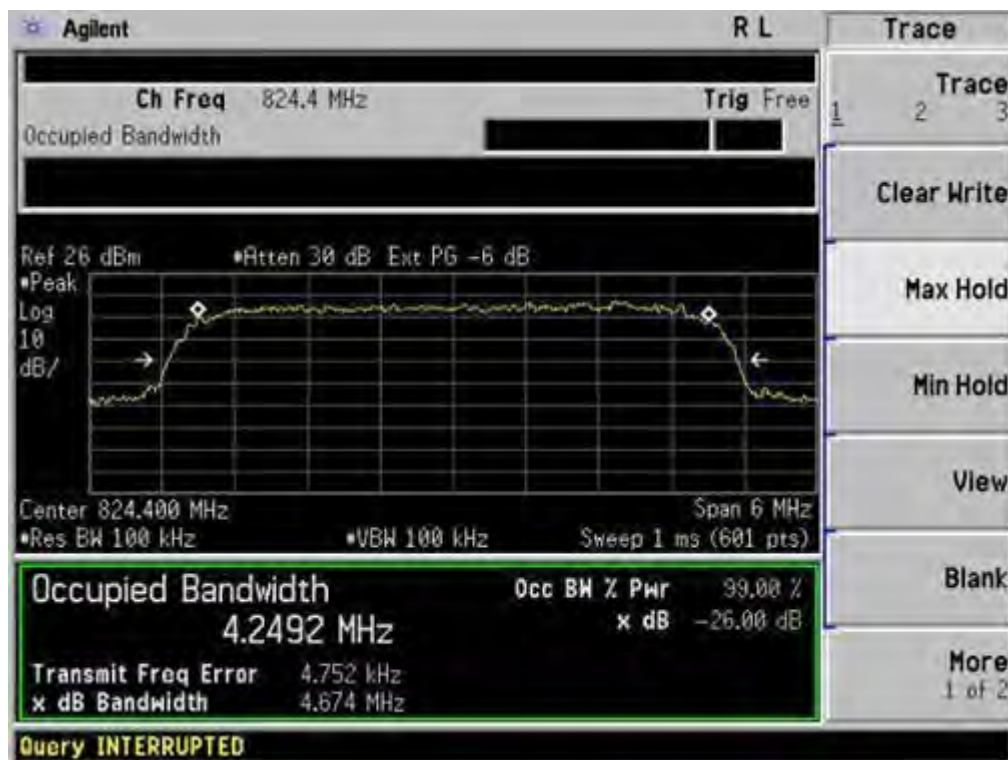 Agilent R L Trace
Ch Freq 824.4 MHz Trig Free
Occupied Bandwidth
Trace
1 2 3
Clear Write
Max Hold
Min Hold
View
Blank
More
1 of 2
Ref 26 dBm •Atten 30 dB Ext PG -6 dB
•Peak
Log
10
dB/
Center 824.400 MHz Span 6 MHz
•Res BW 100 kHz •VBW 100 kHz Sweep 1 ms (601 pts)
Occupied Bandwidth Occ BW % Pwr 99.00 %
4.2492 MHz x dB -26.00 dB
Transmit Freq Error 4.752 kHz
x dB Bandwidth 4.674 MHz
Query INTERRUPTED